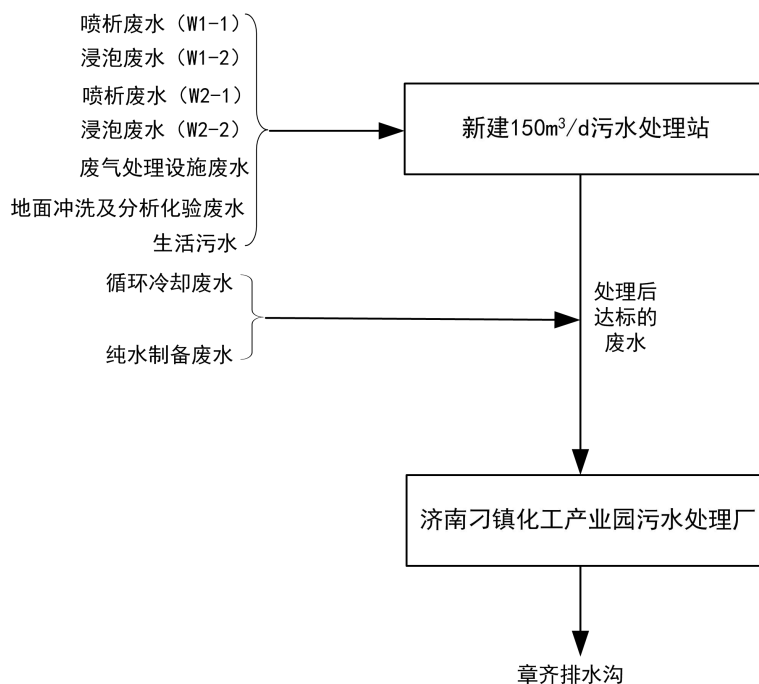 喷析废水（W1-1）
浸泡废水（W1-2）
喷析废水（W2-1）
浸泡废水（W2-2）
废气处理设施废水
地面冲洗及分析化验废水
生活污水
新建150m³/d污水处理站
循环冷却废水
纯水制备废水
处理后
达标的
废水
济南刁镇化工产业园污水处理厂
章齐排水沟